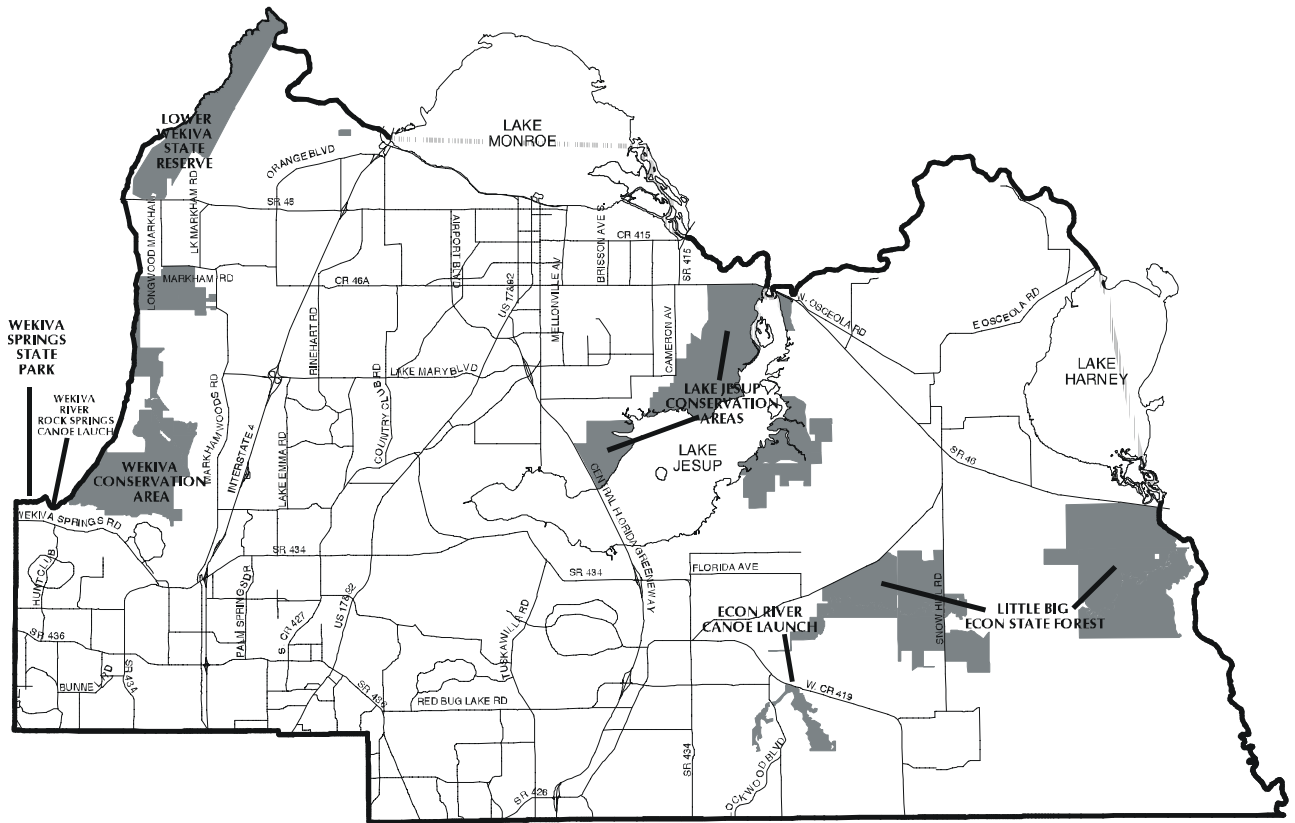 LOWER
WEKIVA
STATE
RESERVE
LAKE
MONROE
ORANGE BLVD
SR 46
LK MARKHAM RD
LONGWOOD MARKHAM
MARKHAM RD
CR 46A
AIRPORT BLVD
US 17&92
MELLONVILLE AV
BRISSON AVE S.
CR 415
SR 415
CAMERON AV
RINEHART RD
LAKE MARY BLVD
COUNTRY CLUB RD
N. OSCEOLA RD
E OSCEOLA RD
LAKE
HARNEY
WEKIVA
SPRINGS
STATE
PARK
WEKIVA
RIVER
ROCK SPRINGS
CANOE LAUCH
WEKIVA
CONSERVATION
AREA
MARKHAM WOODS RD
INTERSTATE 4
LAKE EMMA RD
LAKE JESUP
CONSERVATION
AREAS
LAKE
JESUP
CENTRAL FLORIDA GREENEWAY
SR 46
WEKIVA SPRINGS RD
HUNT CLUB
SR 434
SR 434
FLORIDA AVE
PALM SPRINGS DR
S CR 427
US 17&92
TUSKAWILLA RD
ECON RIVER
CANOE LAUNCH
SNOW HILL RD
LITTLE BIG
ECON STATE FOREST
SR 436
BUNNE
RD
SR 434
SR 436
RED BUG LAKE RD
W. CR 419
SR 434
OCKWOOD BLVD
SR 426